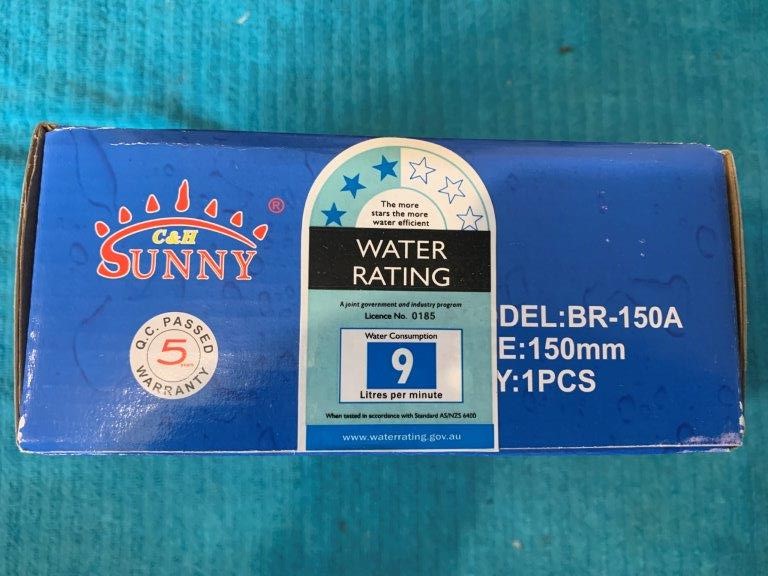 C&H
SUNNY
®
Q.C. PASSED
5
years
WARRANTY
The more
stars the more
water efficient
WATER
RATING
A joint government and industry program
Licence No. 0185
Water Consumption
9
Litres per minute
When tested in accordance with Standard AS/NZS 6400
www.waterrating.gov.au
DEL:BR-150A
E:150mm
Y:1PCS